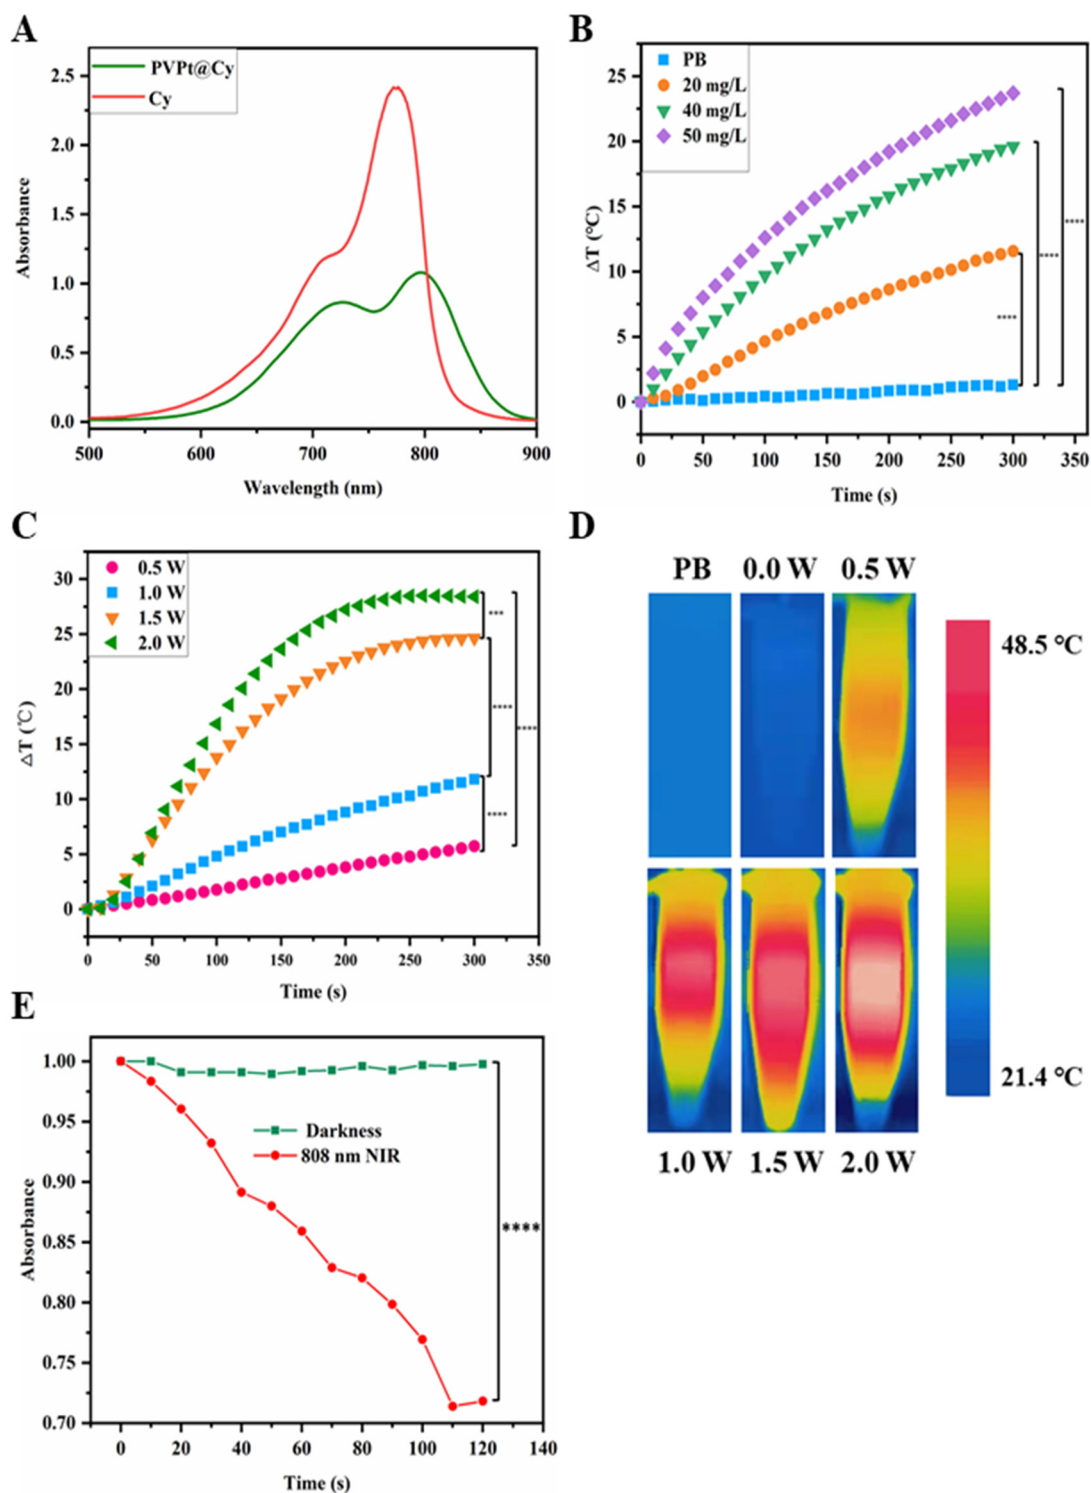 A
PVPt@Cy
Cy
2.5
2.0
1.5
1.0
0.5
0.0
Absorbance
500
600
700
800
900
Wavelength (nm)
B
PB
20 mg/L
40 mg/L
50 mg/L
25
20
15
10
5
0
ΔT (°C)
****
****
****
0
50
100
150
200
250
300
350
Time (s)
C
0.5 W
1.0 W
1.5 W
2.0 W
30
25
20
15
10
5
0
ΔT (℃)
***
****
****
****
0
50
100
150
200
250
300
350
Time (s)
D
PB
0.0 W
0.5 W
1.0 W
1.5 W
2.0 W
48.5 °C
21.4 °C
E
1.00
0.95
0.90
0.85
0.80
0.75
0.70
Absorbance
Darkness
808 nm NIR
****
0
20
40
60
80
100
120
140
Time (s)